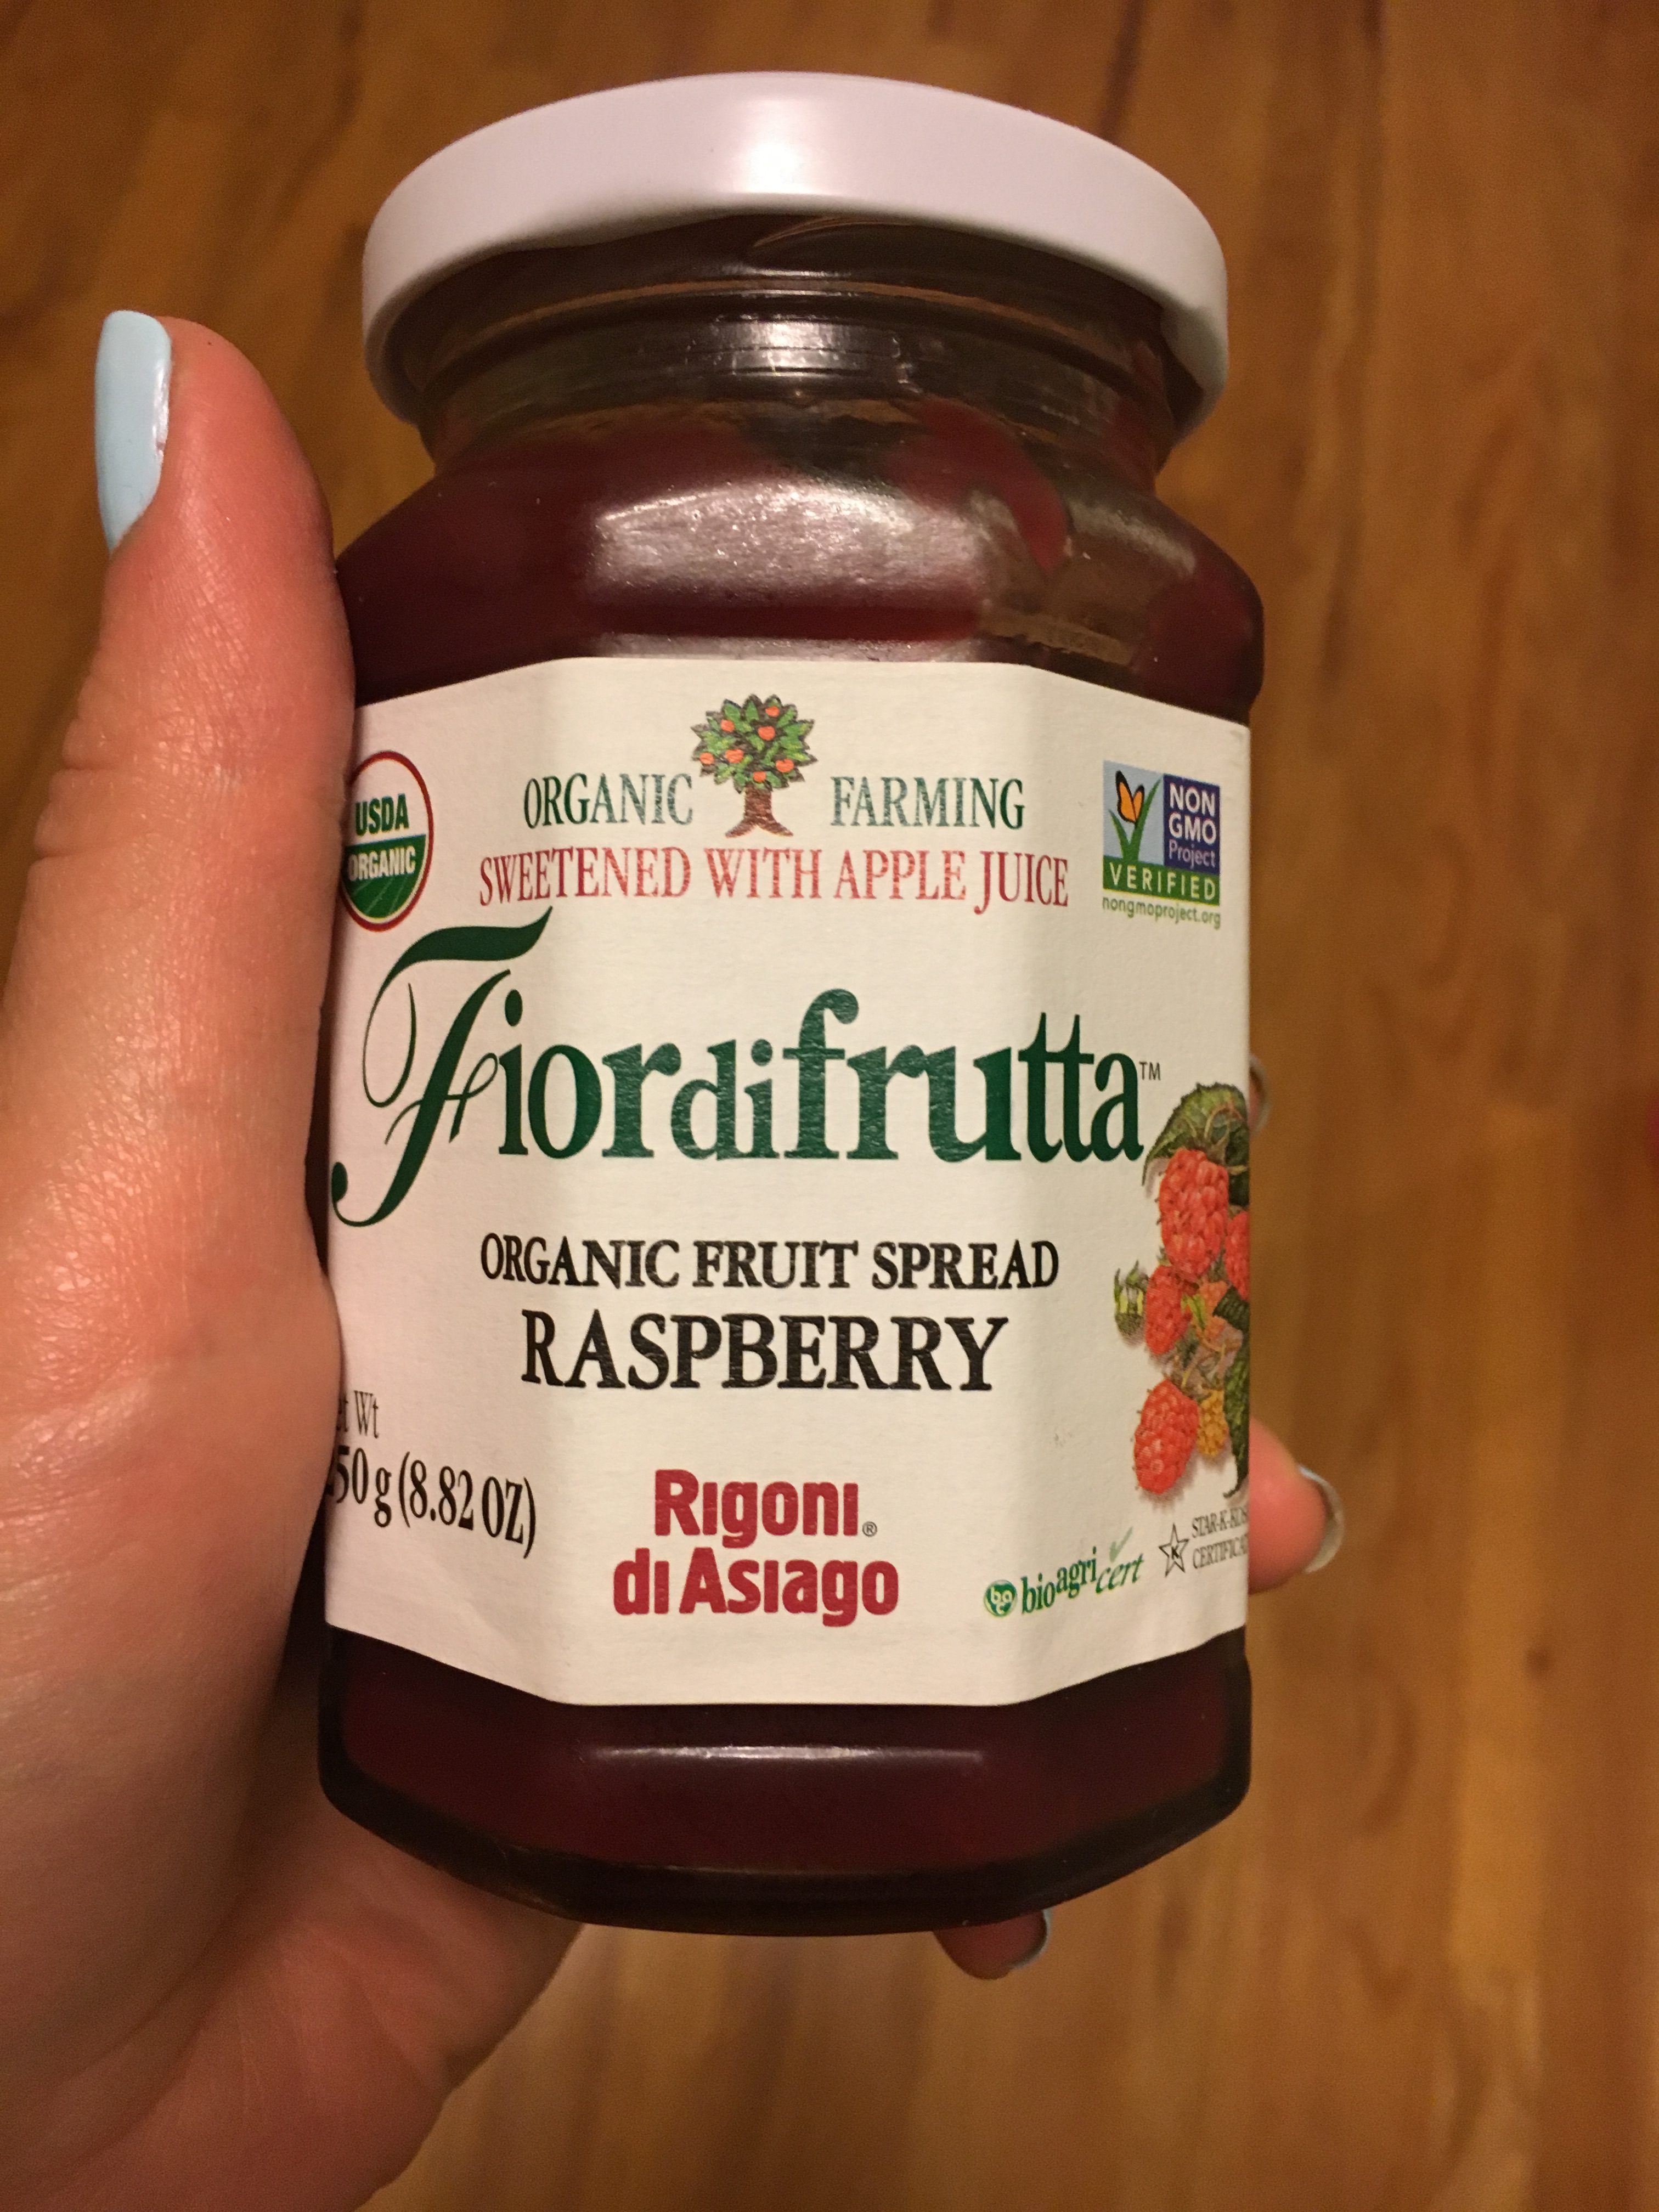 USDA
ORGANIC
ORGANIC FARMING
SWEETENED WITH APPLE JUICE
NON
GMO
Project
VERIFIED
nongmoproject.org
Fiordifrutta™
ORGANIC FRUIT SPREAD
RASPBERRY
Wt
50 g (8.82 OZ)
Rigoni®
di Asiago
bioagricert
K
STAR-K